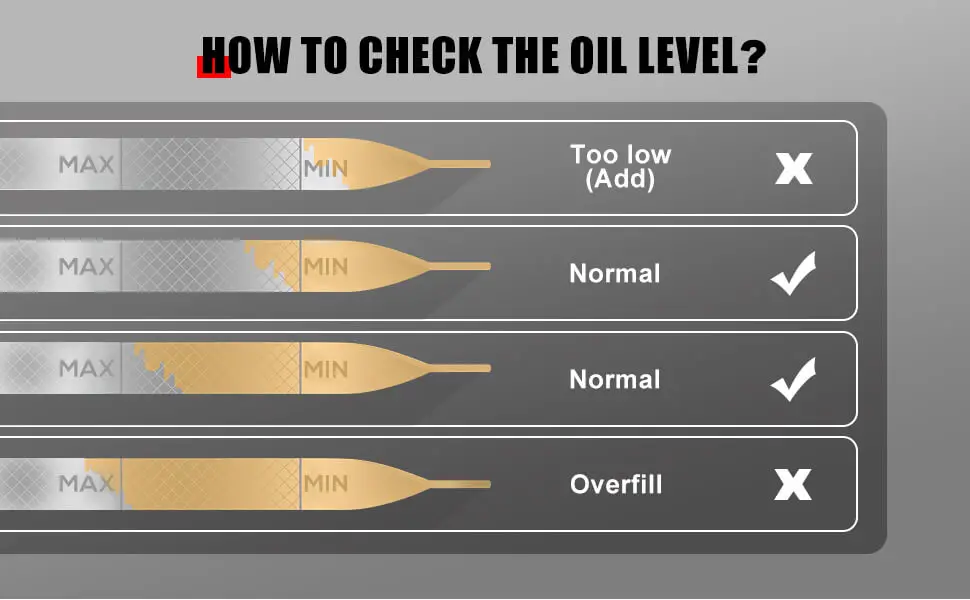 HOW TO CHECK THE OIL LEVEL?
MAX MIN Too low
(Add)
MAX MIN Normal
MAX MIN Normal
MAX MIN Overfill